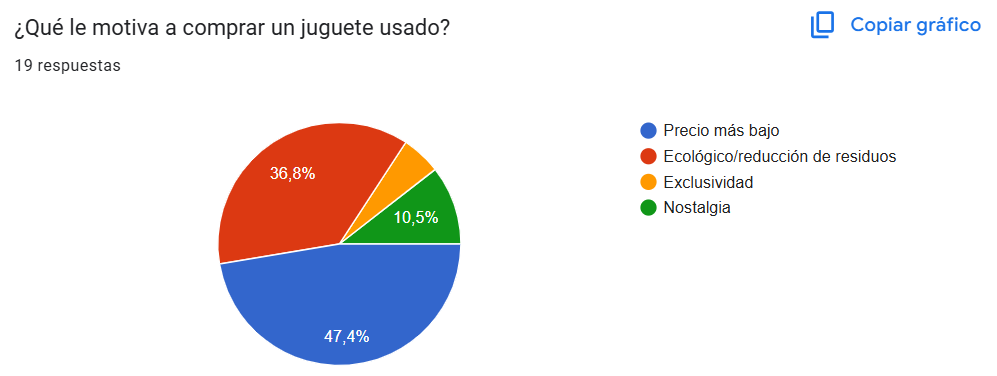 ¿Qué le motiva a comprar un juguete usado?
Copiar gráfico
19 respuestas
Precio más bajo
Ecológico/reducción de residuos
Exclusividad
Nostalgia
36,8%
10,5%
47,4%